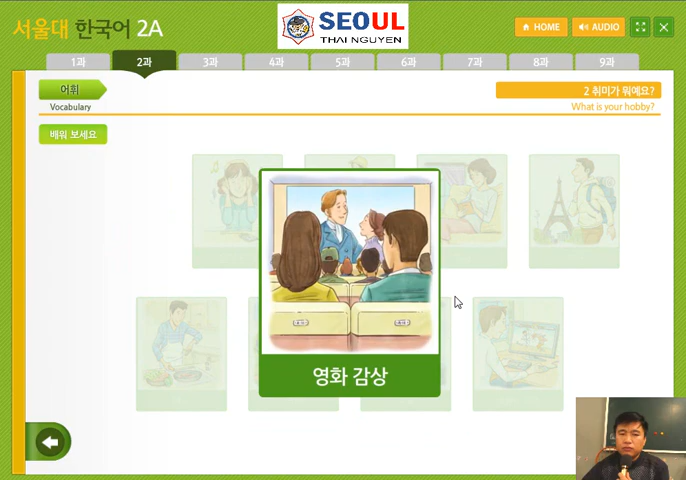 서울대 한국어 2A
SEOUL
THAI NGUYEN
HOME
AUDIO
1과
2과
3과
4과
5과
6과
7과
8과
9과
어휘
Vocabulary
2 취미가 뭐예요?
What is your hobby?
배워 보세요
영화 감상